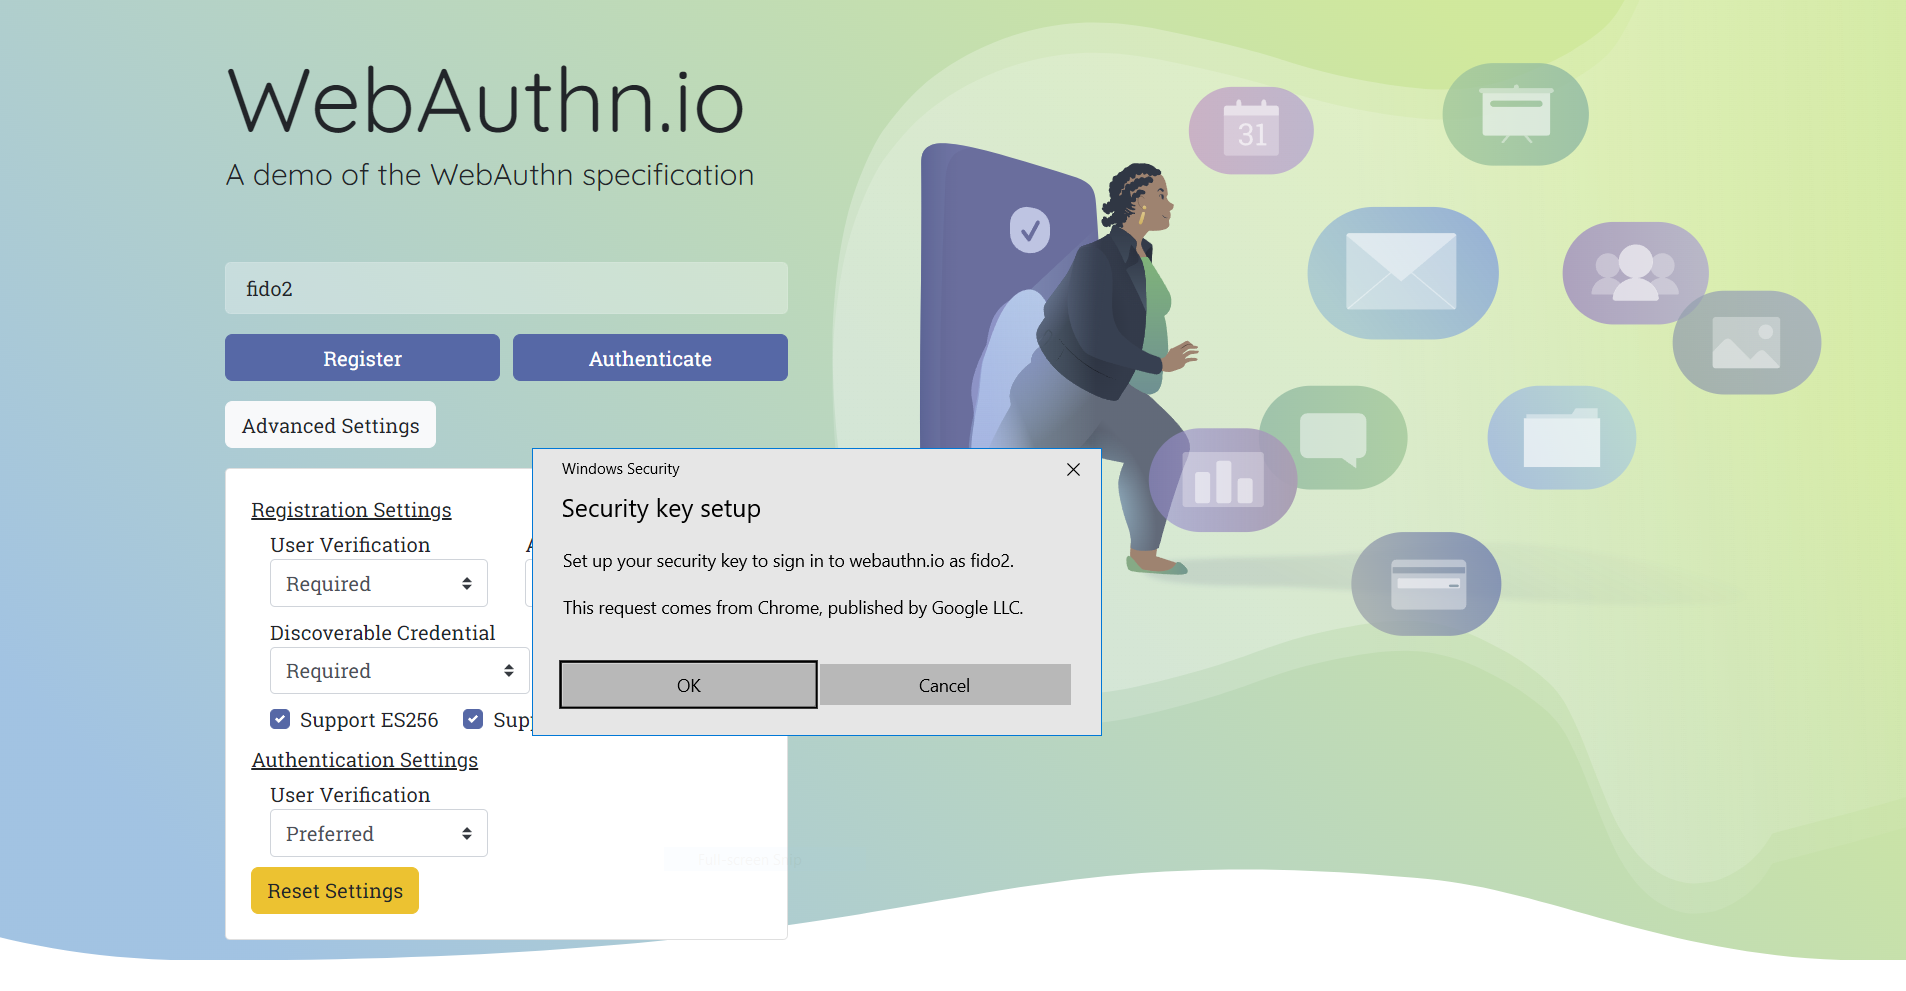 WebAuthn.io
A demo of the WebAuthn specification
31
fido2
Register
Authenticate
Advanced Settings
Registration Settings
User Verification
Required
Discoverable Credential
Required
Support ES256
Authentication Settings
User Verification
Preferred
Reset Settings
Windows Security
Security key setup
Set up your security key to sign in to webauthn.io as fido2.
This request comes from Chrome, published by Google LLC.
OK
Cancel